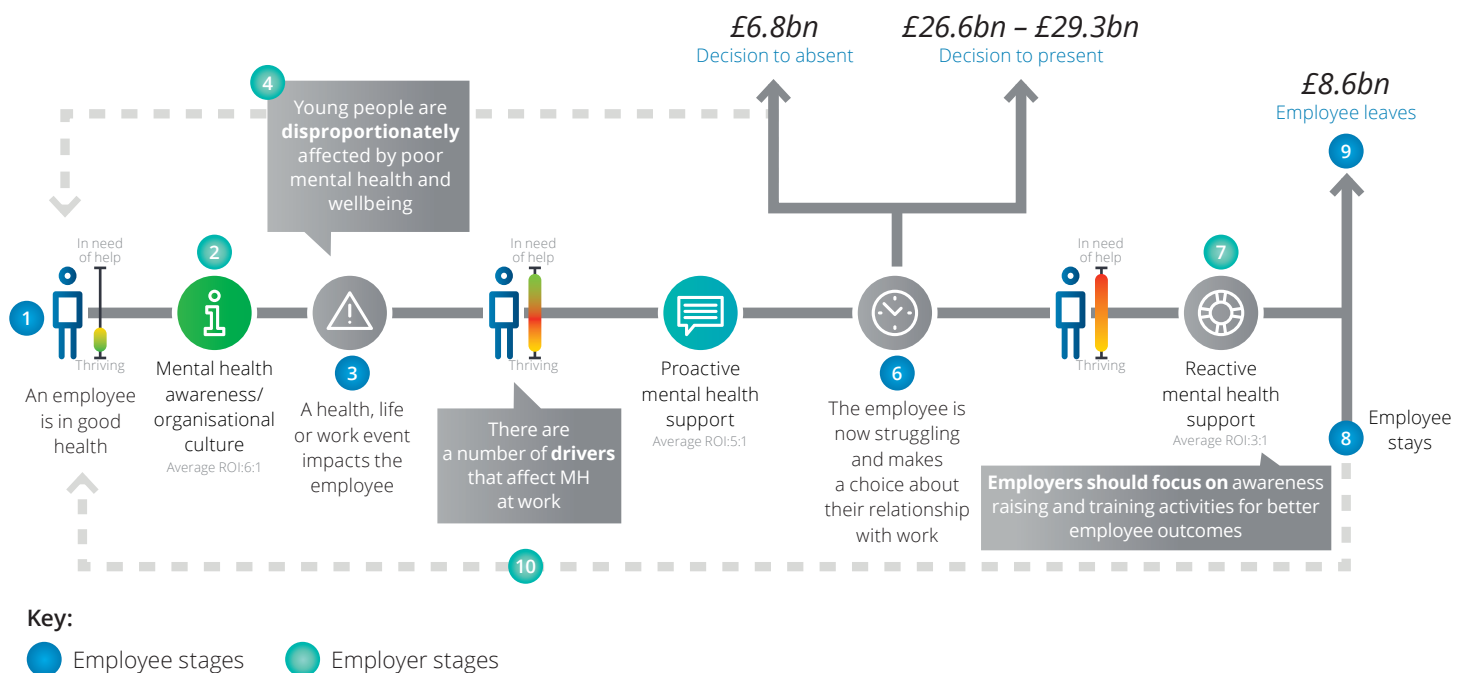 £6.8bn
Decision to absent
£26.6bn – £29.3bn
Decision to present
£8.6bn
Employee leaves
9
4
Young people are
disproportionately
affected by poor
mental health and
wellbeing
1
In need
of help
Thriving
An employee
is in good
health
2
Mental health
awareness/
organisational
culture
Average ROI:6:1
3
A health, life
or work event
impacts the
employee
In need
of help
Thriving
There are
a number of drivers
that affect MH
at work
Proactive
mental health
support
Average ROI:5:1
6
The employee is
now struggling
and makes
a choice about
their relationship
with work
In need
of help
Thriving
7
Reactive
mental health
support
Average ROI:3:1
Employers should focus on awareness
raising and training activities for better
employee outcomes
8
Employee
stays
10
Key:
Employee stages
Employer stages